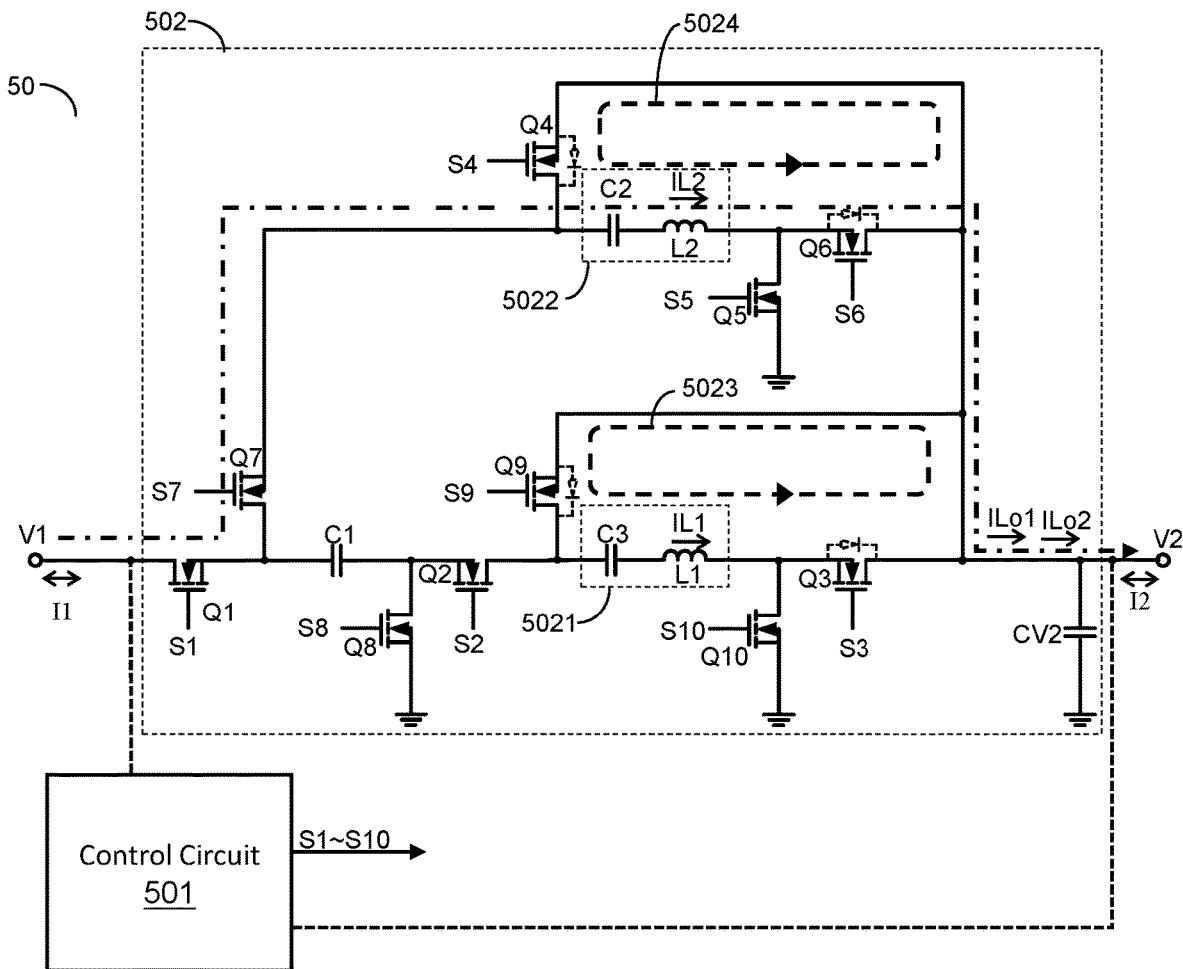 502
5024
50
Q4
S4
C2
IL2
L2
Q6
5022
S5
Q5
S6
5023
Q7
S7
Q9
S9
V1
C1
C3
IL1
ILo1
ILo2
V2
I1
Q1
Q2
L1
Q3
I2
S1
S8
Q8
S2
5021
S10
Q10
S3
CV2
S1~S10
Control Circuit
501